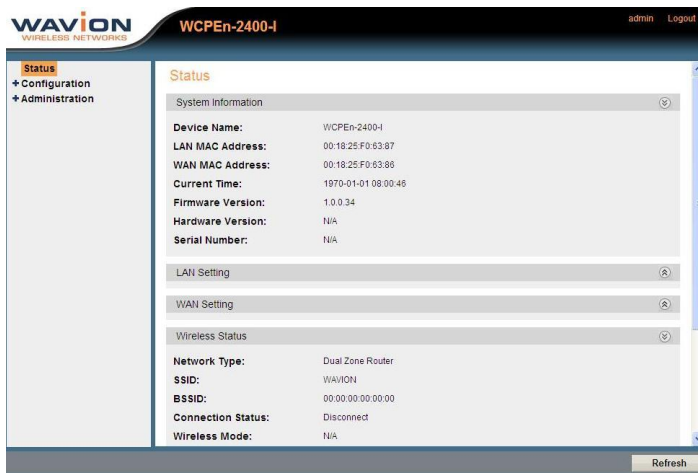 WAVION
WIRELESS NETWORKS
WCPEn-2400-I
admin Logout
Status
+Configuration
+Administration
Status
System Information
Device Name: WCPEn-2400-I
LAN MAC Address: 00:18:25:F0:63:87
WAN MAC Address: 00:18:25:F0:63:86
Current Time: 1970-01-01 08:00:46
Firmware Version: 1.0.0.34
Hardware Version: N/A
Serial Number: N/A
LAN Setting
WAN Setting
Wireless Status
Network Type: Dual Zone Router
SSID: WAVION
BSSID: 00:00:00:00:00:00
Connection Status: Disconnect
Wireless Mode: N/A
Refresh